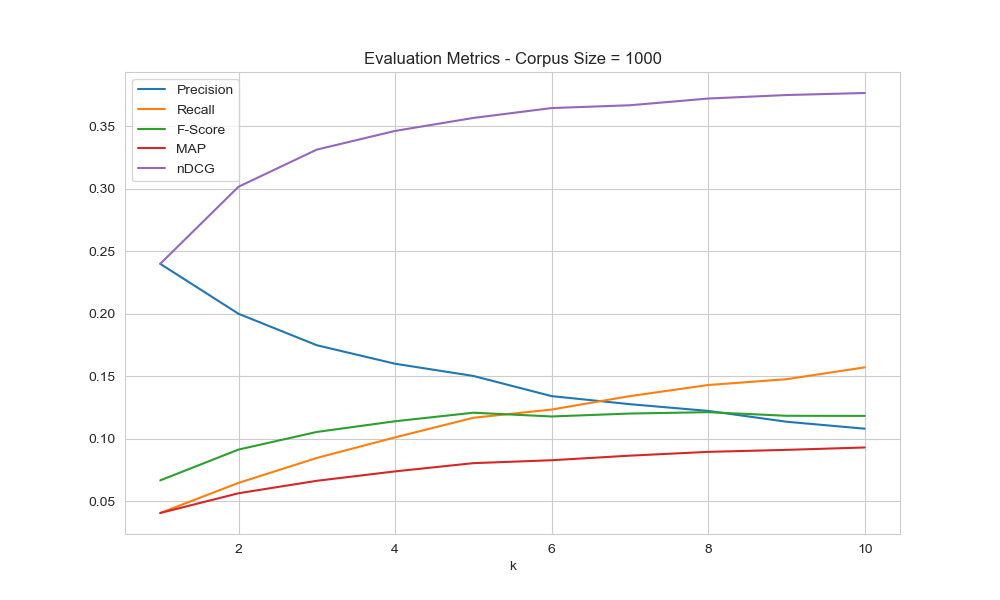 Evaluation Metrics - Corpus Size = 1000
Precision
Recall
F-Score
MAP
nDCG
0.35
0.30
0.25
0.20
0.15
0.10
0.05
2 4 6 8 10
k